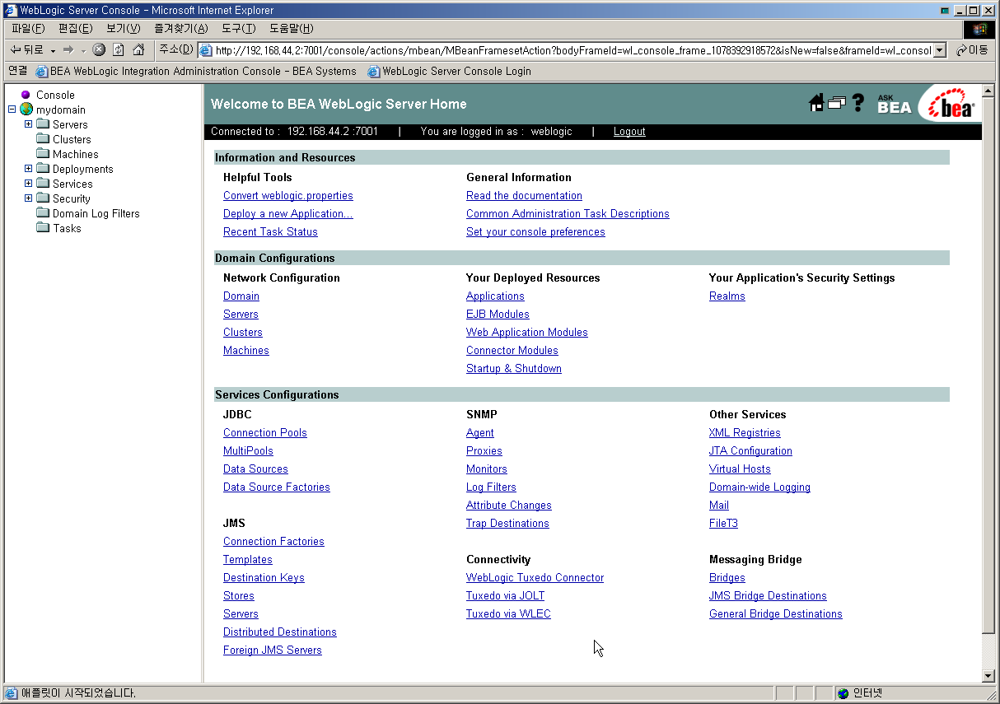 WebLogic Server Console - Microsoft Internet Explorer
파일(F) 편집(E) 보기(V) 즐겨찾기(A) 도구(T) 도움말(H)
뒤로 주소(D) http://192.168.44.2:7001/console/actions/mbean/MBeanFramesetAction?bodyFrameId=wl_console_frame_1078392918572&isNew=false&frameId=wl_consol 이동
연결 BEA WebLogic Integration Administration Console - BEA Systems WebLogic Server Console Login
Console
mydomain
Servers
Clusters
Machines
Deployments
Services
Security
Domain Log Filters
Tasks
Welcome to BEA WebLogic Server Home
? ASK BEA bea
Connected to : 192.168.44.2 :7001 | You are logged in as : weblogic | Logout
Information and Resources
Helpful Tools General Information
Convert weblogic.properties Read the documentation
Deploy a new Application... Common Administration Task Descriptions
Recent Task Status Set your console preferences
Domain Configurations
Network Configuration Your Deployed Resources Your Application's Security Settings
Domain Applications Realms
Servers EJB Modules
Clusters Web Application Modules
Machines Connector Modules
Startup & Shutdown
Services Configurations
JDBC SNMP Other Services
Connection Pools Agent XML Registries
MultiPools Proxies JTA Configuration
Data Sources Monitors Virtual Hosts
Data Source Factories Log Filters Domain-wide Logging
Attribute Changes Mail
JMS Trap Destinations FileT3
Connection Factories
Templates Connectivity Messaging Bridge
Destination Keys WebLogic Tuxedo Connector Bridges
Stores Tuxedo via JOLT JMS Bridge Destinations
Servers Tuxedo via WLEC General Bridge Destinations
Distributed Destinations
Foreign JMS Servers
애플릿이 시작되었습니다. 인터넷